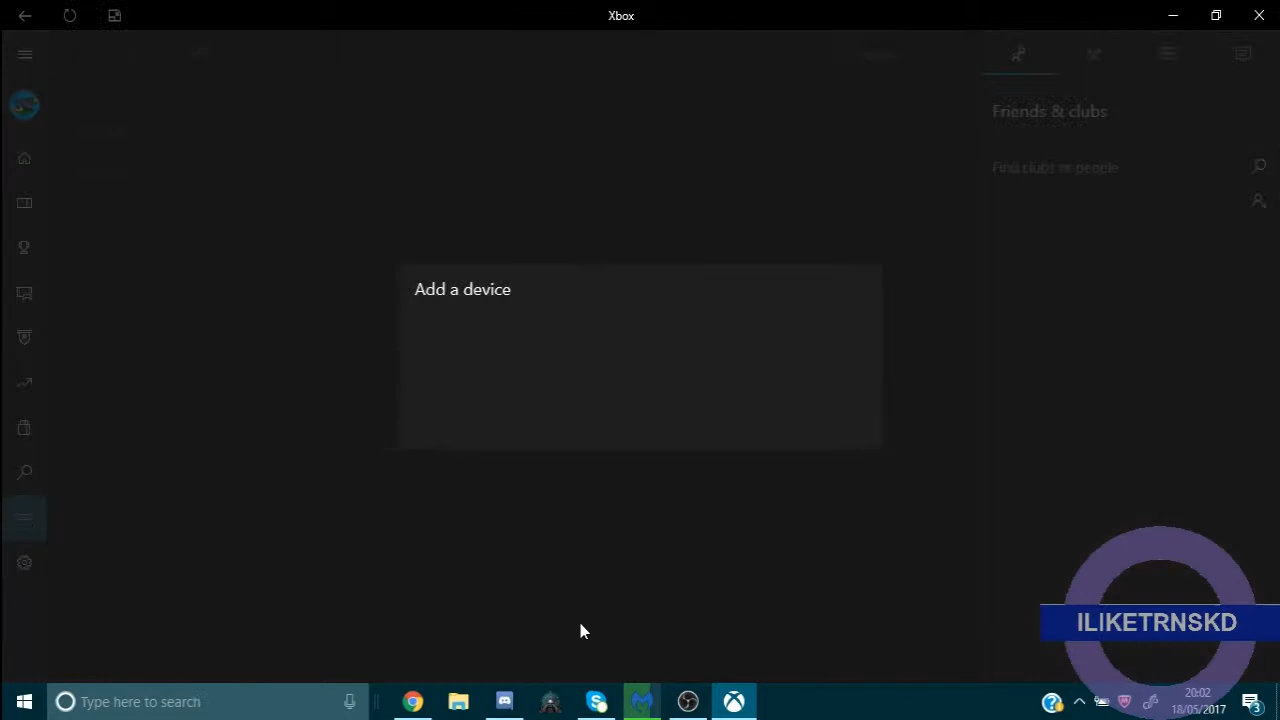 Xbox
Friends & clubs
Find clubs or people
Add a device
ILIKETRNSKD
Type here to search
20:02
18/05/2017
3